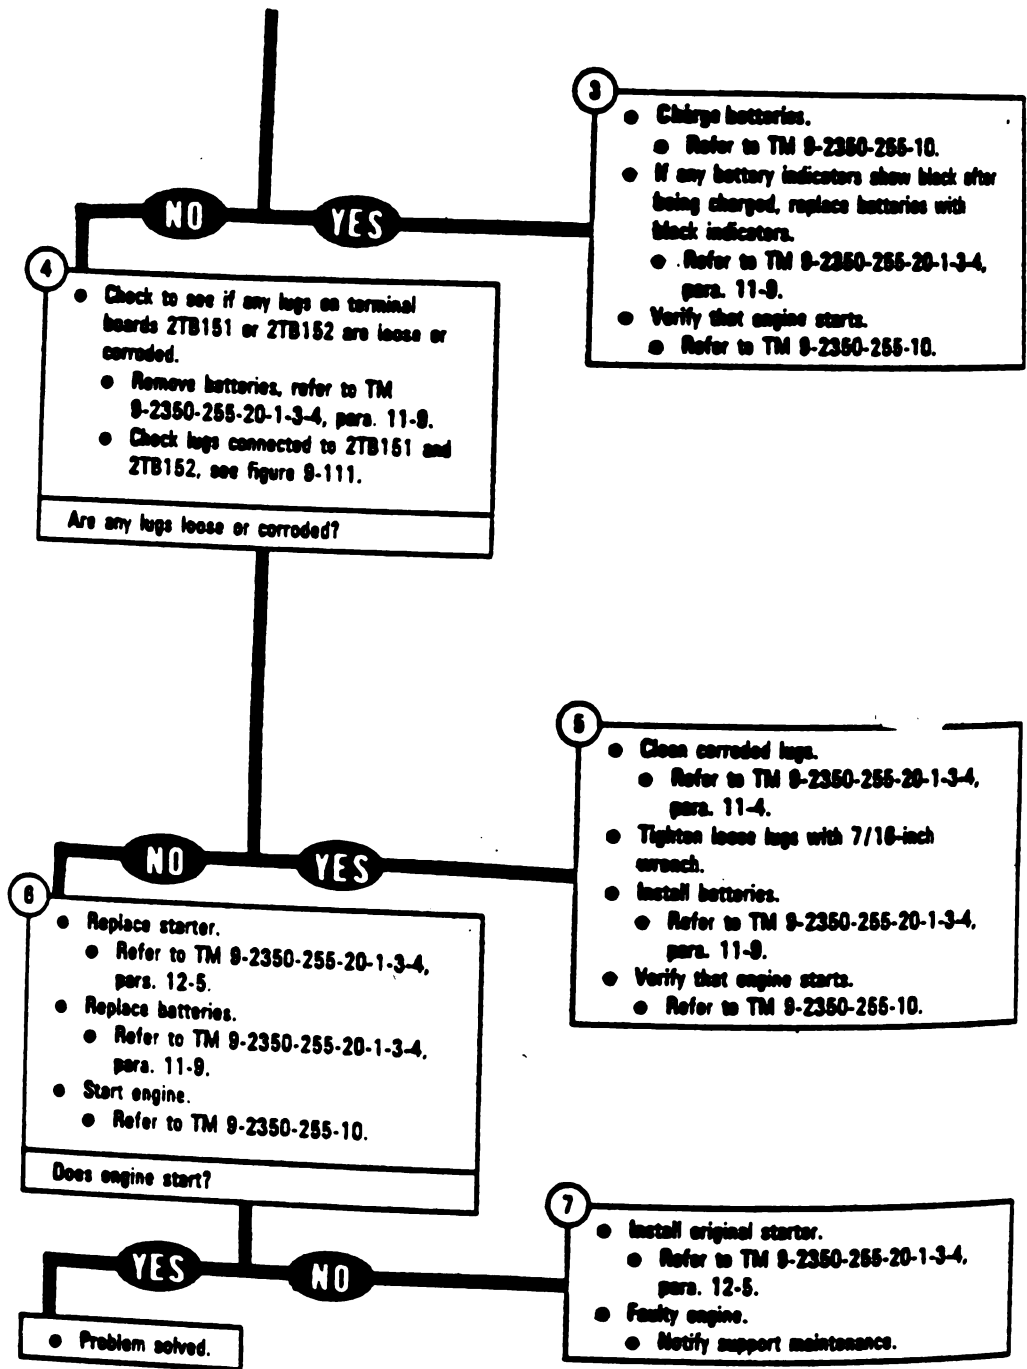 NO
YES
3
● Charge batteries.
● Refer to TM 9-2350-255-10.
● If any battery indicators show black after
being charged, replace batteries with
black indicators.
● Refer to TM 9-2350-255-20-1-3-4,
para. 11-9.
● Verify that engine starts.
● Refer to TM 9-2350-255-10.
4
● Check to see if any lugs on terminal
boards 2TB151 or 2TB152 are loose or
corroded.
● Remove batteries, refer to TM
9-2350-255-20-1-3-4, para. 11-9.
● Check lugs connected to 2TB151 and
2TB152, see figure 9-111.
Are any lugs loose or corroded?
NO
YES
5
● Clean corroded lugs.
● Refer to TM 9-2350-255-20-1-3-4,
para. 11-4.
● Tighten loose lugs with 7/16-inch
wrench.
● Install batteries.
● Refer to TM 9-2350-255-20-1-3-4,
para. 11-9.
● Verify that engine starts.
● Refer to TM 9-2350-255-10.
6
● Replace starter.
● Refer to TM 9-2350-255-20-1-3-4,
para. 12-5.
● Replace batteries.
● Refer to TM 9-2350-255-20-1-3-4,
para. 11-9.
● Start engine.
● Refer to TM 9-2350-255-10.
Does engine start?
YES
NO
● Problem solved.
7
● Install original starter.
● Refer to TM 9-2350-255-20-1-3-4,
para. 12-5.
● Faulty engine.
● Notify support maintenance.